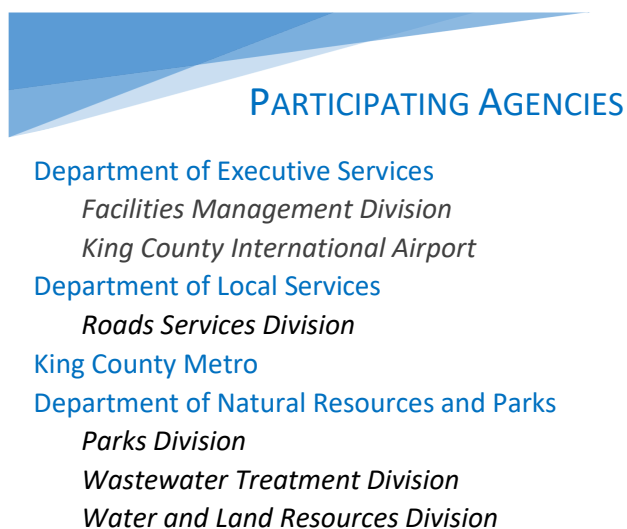 PARTICIPATING AGENCIES
Department of Executive Services
Facilities Management Division
King County International Airport
Department of Local Services
Roads Services Division
King County Metro
Department of Natural Resources and Parks
Parks Division
Wastewater Treatment Division
Water and Land Resources Division